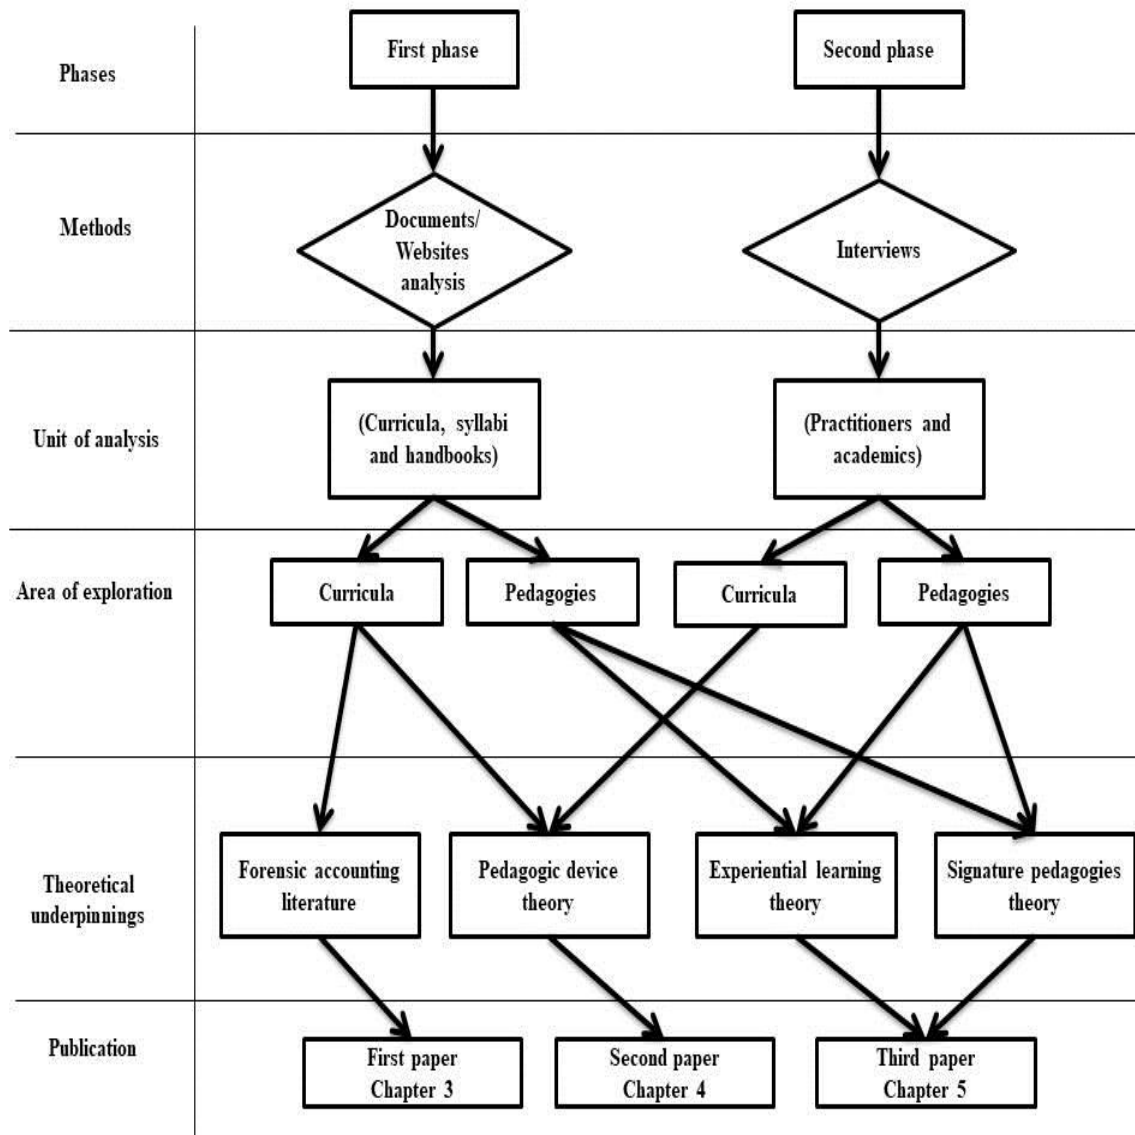 Phases
First phase
Second phase
Methods
Documents/
Websites
analysis
Interviews
Unit of analysis
(Curricula, syllabi
and handbooks)
(Practitioners and
academics)
Area of exploration
Curricula
Pedagogies
Curricula
Pedagogies
Theoretical
underpinnings
Forensic accounting
literature
Pedagogic device
theory
Experiential learning
theory
Signature pedagogies
theory
Publication
First paper
Chapter 3
Second paper
Chapter 4
Third paper
Chapter 5